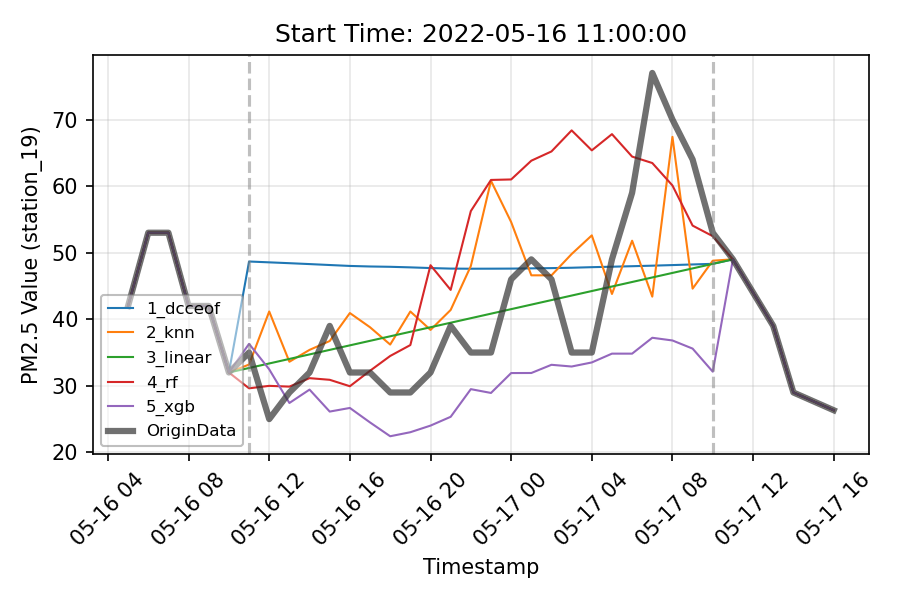 Start Time: 2022-05-16 11:00:00
PM2.5 Value (station_19)
70
60
50
40
30
20
1_dcceof
2_knn
3_linear
4_rf
5_xgb
OriginData
05-16 04
05-16 08
05-16 12
05-16 16
05-16 20
05-17 00
05-17 04
05-17 08
05-17 12
05-17 16
Timestamp